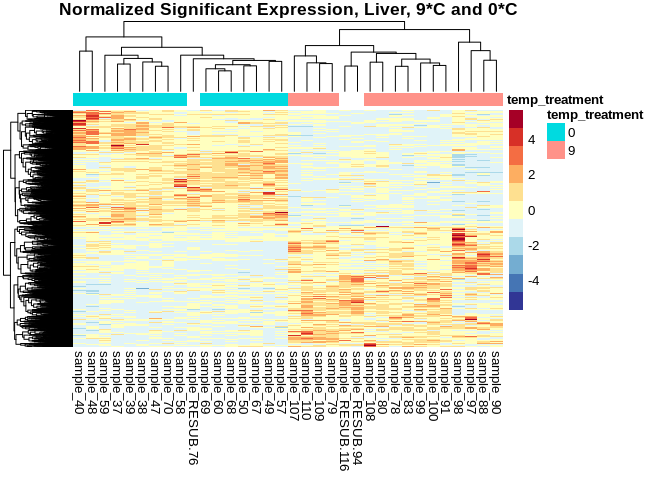 Normalized Significant Expression, Liver, 9*C and 0*C
temp_treatment
temp_treatment
0
9
4
2
0
-2
-4
sample_40
sample_48
sample_59
sample_37
sample_39
sample_38
sample_47
sample_70
sample_58
sample_RESUB.76
sample_69
sample_60
sample_68
sample_50
sample_67
sample_49
sample_57
sample_107
sample_110
sample_109
sample_79
sample_RESUB.116
sample_RESUB.94
sample_108
sample_80
sample_78
sample_83
sample_99
sample_100
sample_91
sample_98
sample_97
sample_88
sample_90